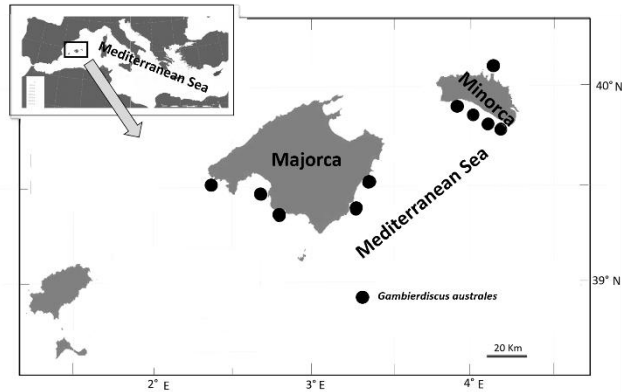 Mediterranean Sea
Minorca
40° N
Majorca
Mediterranean Sea
39° N
Gambierdiscus australes
20 Km
2° E
3° E
4° E